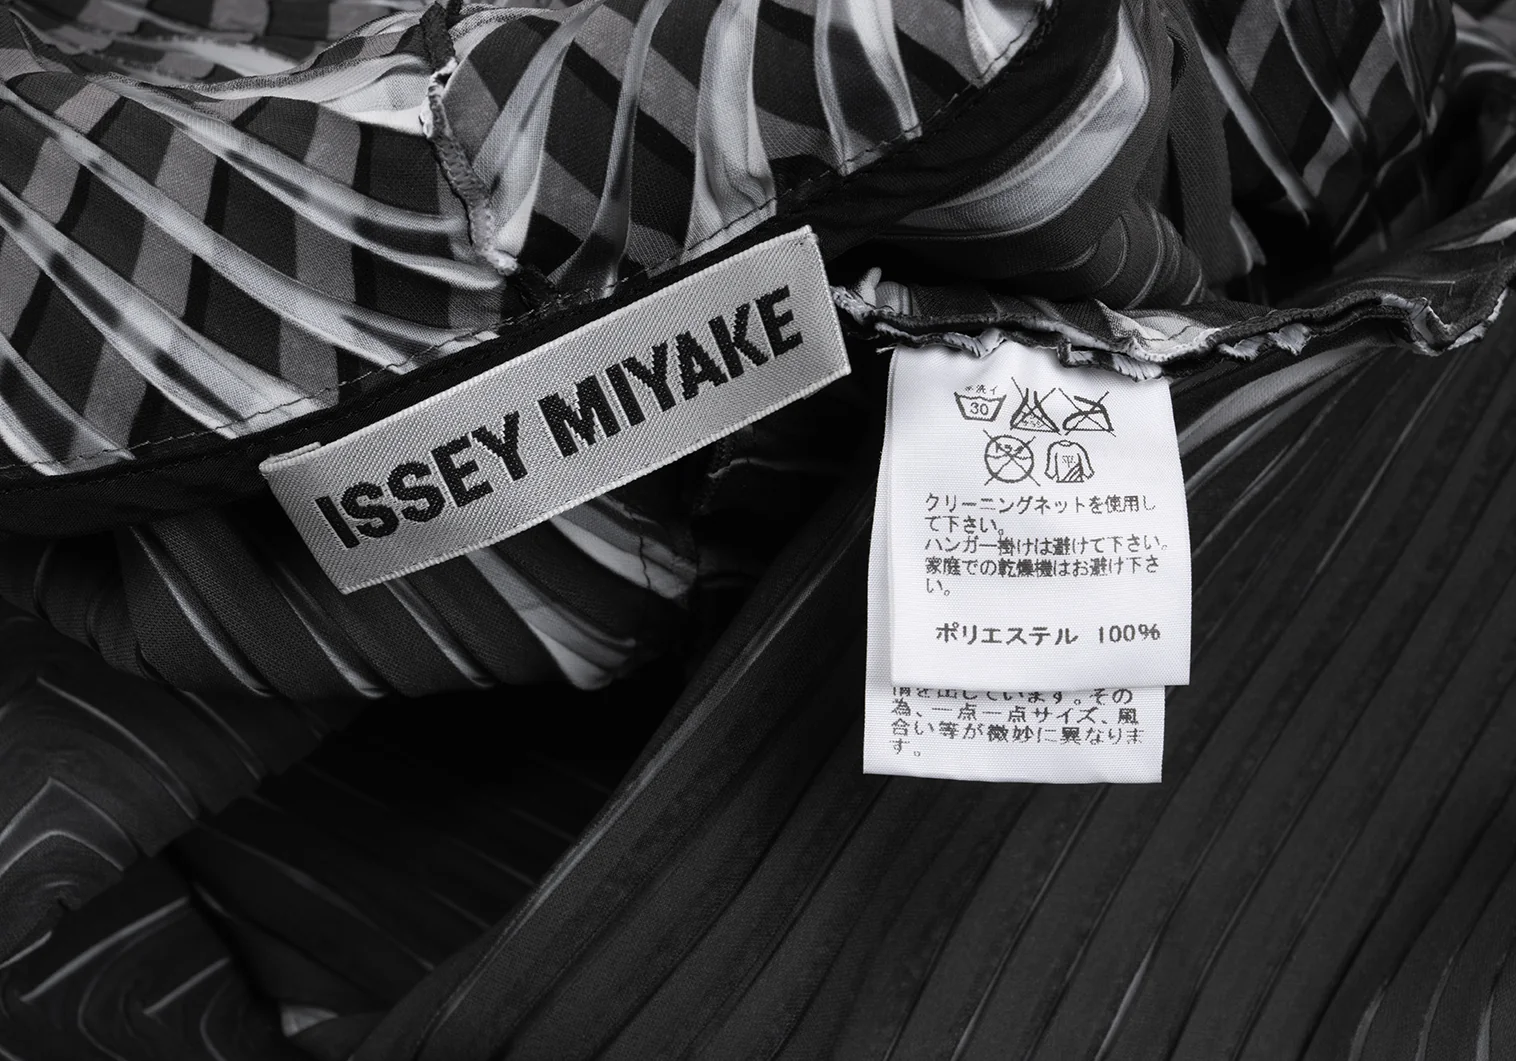 ISSEY MIYAKE
手洗イ
30
クリーニングネットを使用し
て下さい。
ハンガー掛けは避けて下さい。
家庭での乾燥機はお避け下さ
い。
ポリエステル 100%
情を出しています。その
為、一点一点サイズ、風
合い等が微妙に異なりま
す。